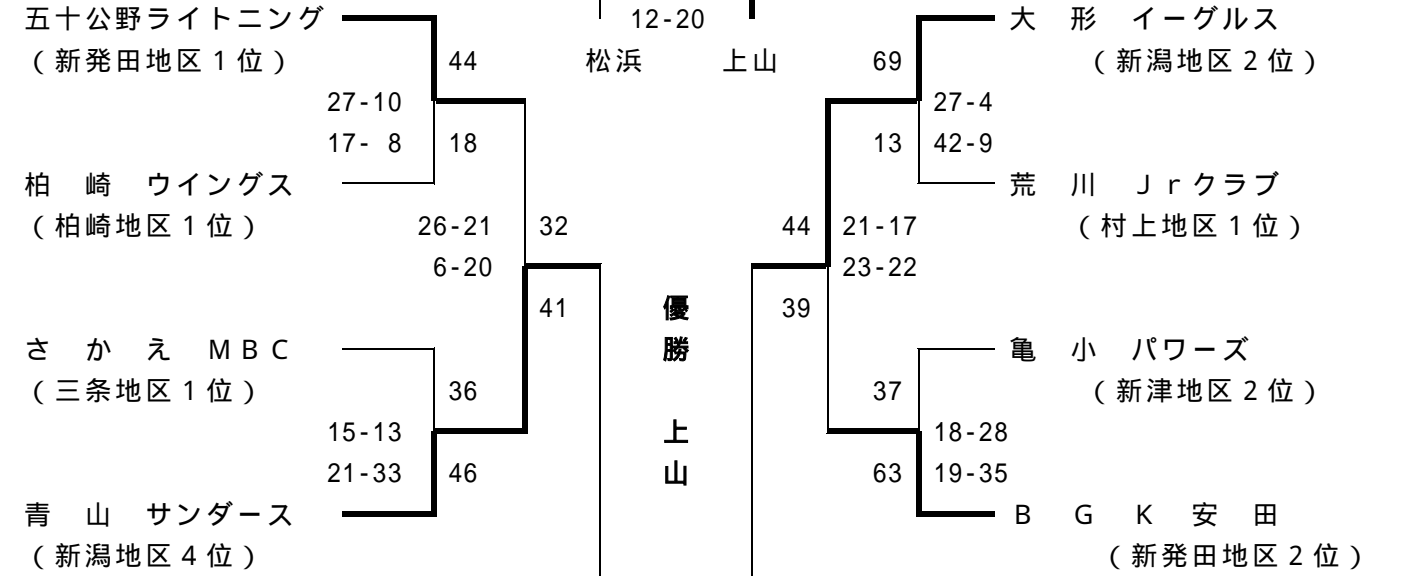 12-20
松浜 上山
五十公野ライトニング
(新発田地区1位)
44
27-10
17- 8
18
柏 崎 ウイングス
(柏崎地区1位)
26-21
6-20
32
41
さ か え MBC
(三条地区1位)
36
15-13
21-33
46
青 山 サンダース
(新潟地区4位)
優勝 上山
大 形 イーグルス
(新潟地区2位)
69
27-4
42-9
13
荒 川 Jrクラブ
(村上地区1位)
44
21-17
23-22
39
亀 小 パワーズ
(新津地区2位)
37
18-28
19-35
63
B G K 安 田
(新発田地区2位)